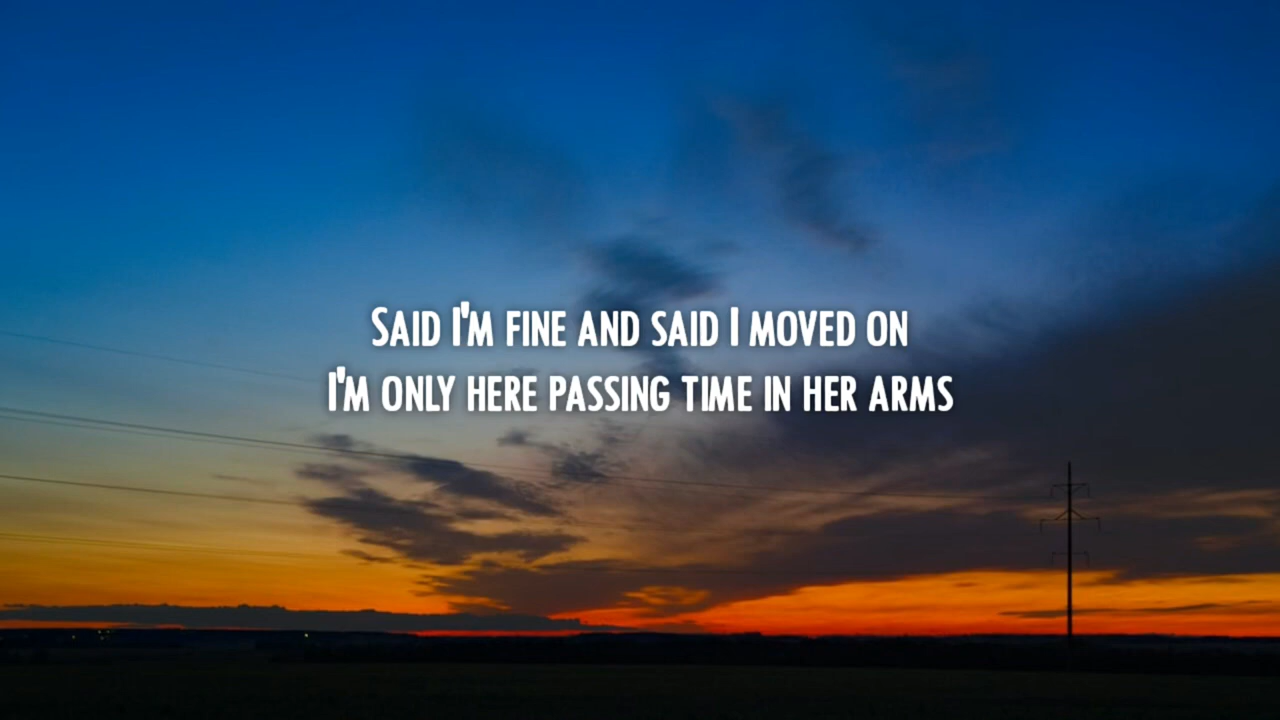 Said I'm fine and said I moved on
I'm only here passing time in her arms